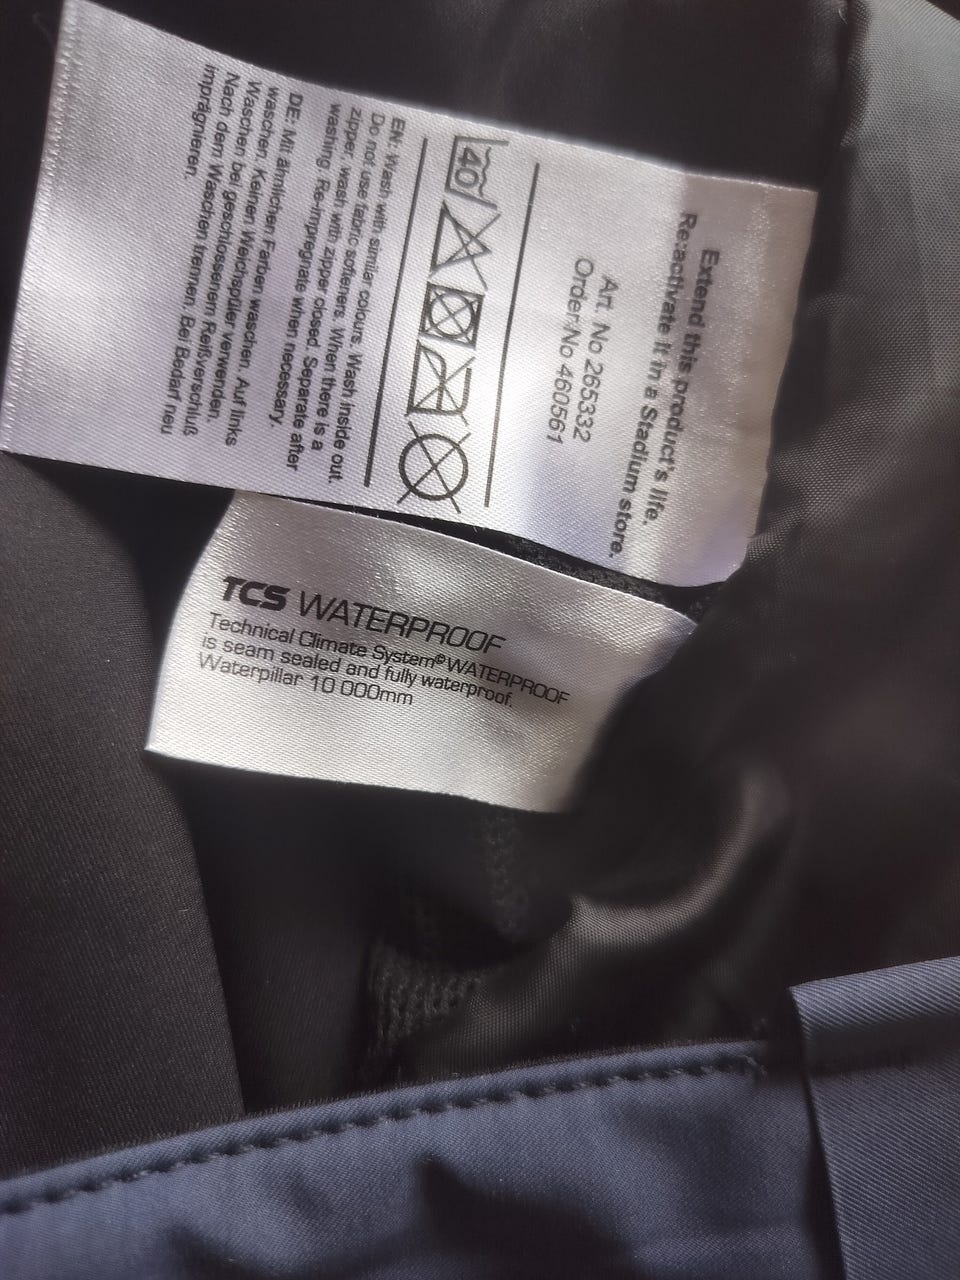 Extend this product's life.
Re:activate it in a Stadium store.
Art. No 265332
Order No 460561
40
EN: Wash with similar colours. Wash inside out.
Do not use fabric softeners. When there is a
zipper, wash with zipper closed. Separate after
washing. Re-impregnate when necessary.
DE: Mit ähnlichen Farben waschen. Auf links
waschen. Keinen Weichspüler verwenden.
Waschen bei geschlossenem Reißverschluß
Nach dem Waschen trennen. Bei Bedarf neu
imprägnieren.
TCS WATERPROOF
Technical Climate System© WATERPROOF
is seam sealed and fully waterproof.
Waterpillar 10 000mm